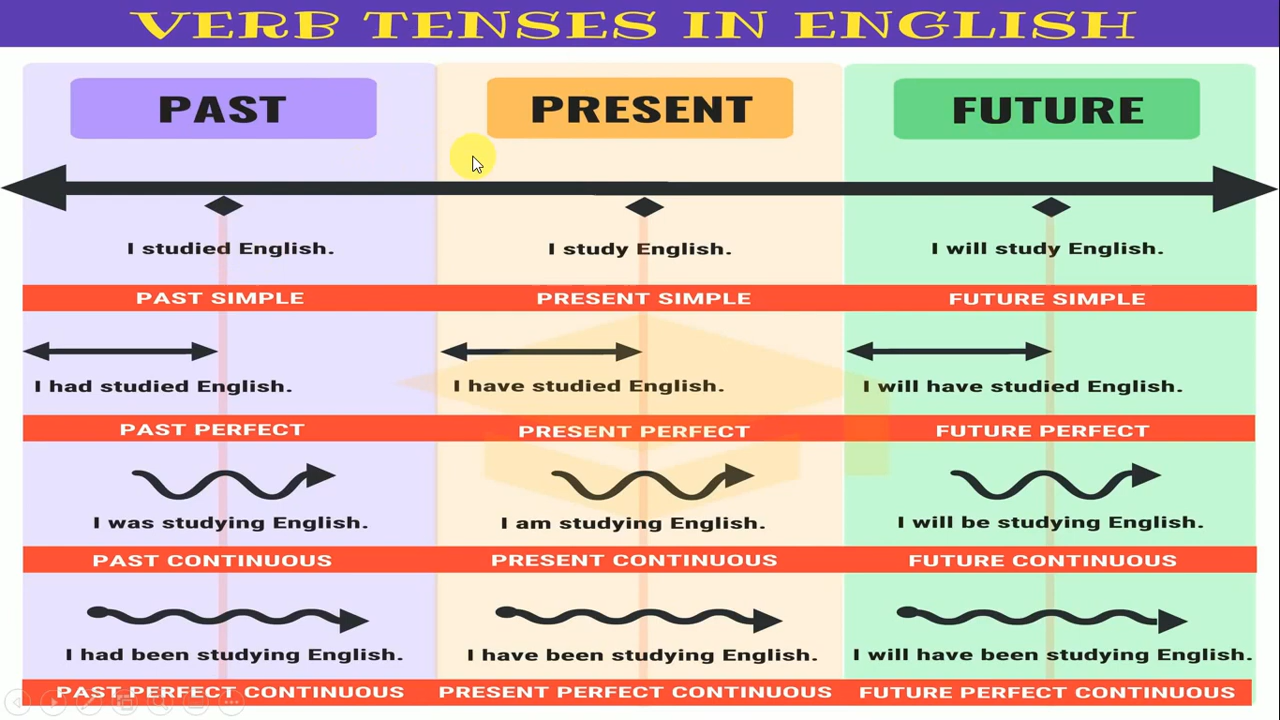 VERB TENSES IN ENGLISH
PAST PRESENT FUTURE
I studied English. I study English. I will study English.
PAST SIMPLE PRESENT SIMPLE FUTURE SIMPLE
I had studied English. I have studied English. I will have studied English.
PAST PERFECT PRESENT PERFECT FUTURE PERFECT
I was studying English. I am studying English. I will be studying English.
PAST CONTINUOUS PRESENT CONTINUOUS FUTURE CONTINUOUS
I had been studying English. I have been studying English. I will have been studying English.
PAST PERFECT CONTINUOUS PRESENT PERFECT CONTINUOUS FUTURE PERFECT CONTINUOUS